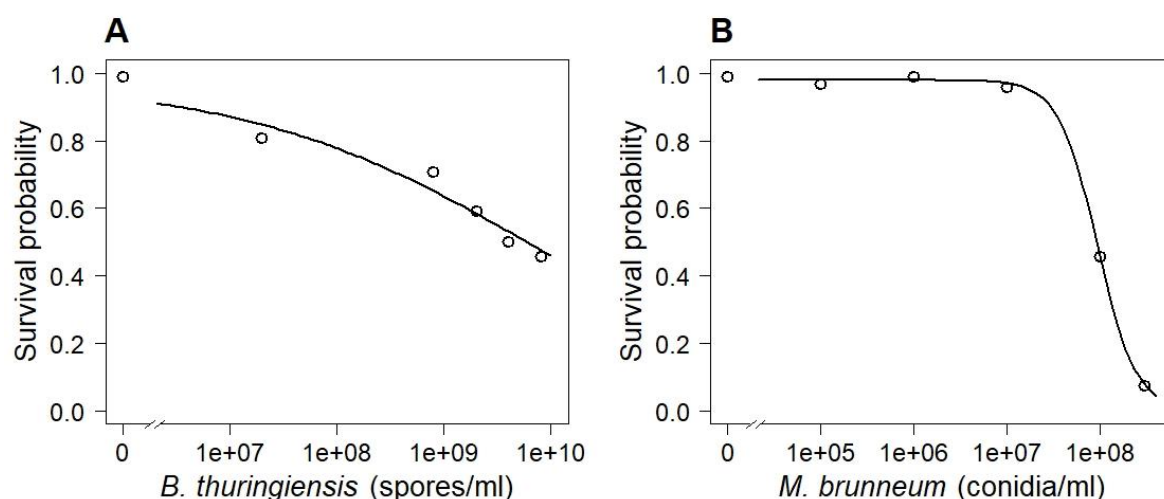 A
Survival probability
1.0
0.8
0.6
0.4
0.2
0.0
0 1e+07 1e+08 1e+09 1e+10
B. thuringiensis (spores/ml)
B
Survival probability
1.0
0.8
0.6
0.4
0.2
0.0
0 1e+05 1e+06 1e+07 1e+08
M. brunneum (conidia/ml)